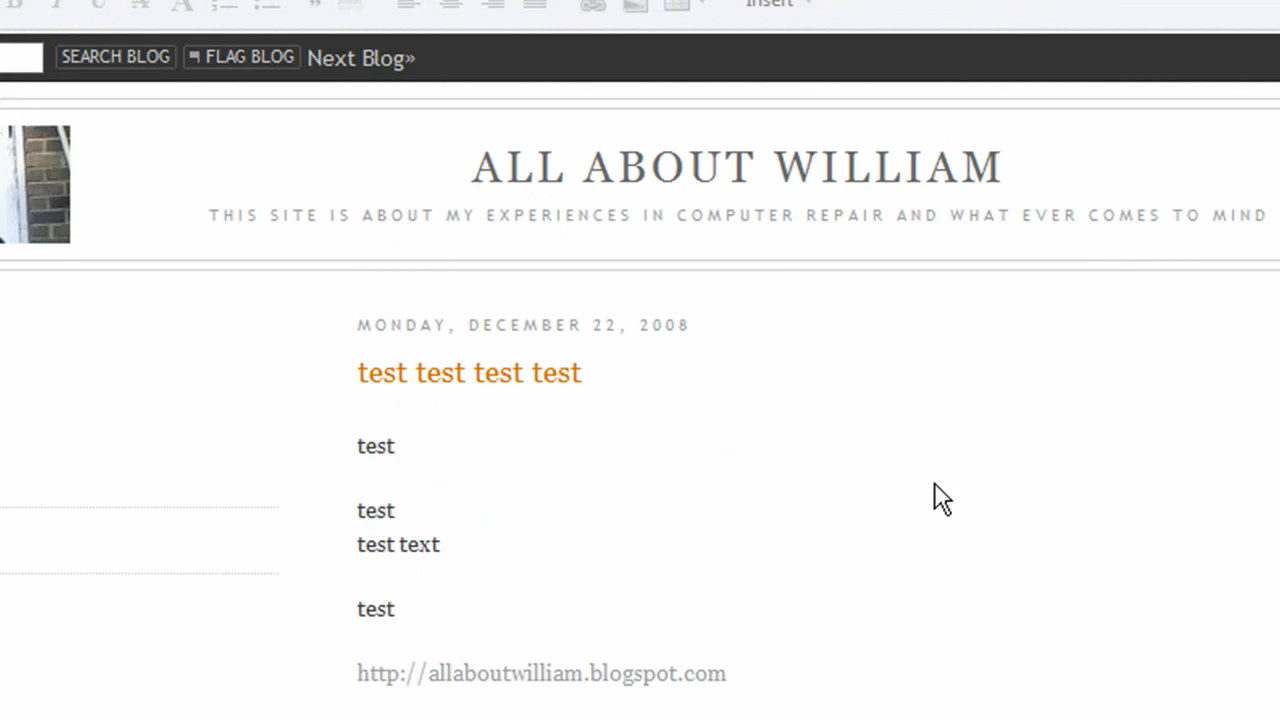 Insert
SEARCH BLOG FLAG BLOG Next Blog»
ALL ABOUT WILLIAM
THIS SITE IS ABOUT MY EXPERIENCES IN COMPUTER REPAIR AND WHAT EVER COMES TO MIND
MONDAY, DECEMBER 22, 2008
test test test test
test
test
test text
test
http://allaboutwilliam.blogspot.com